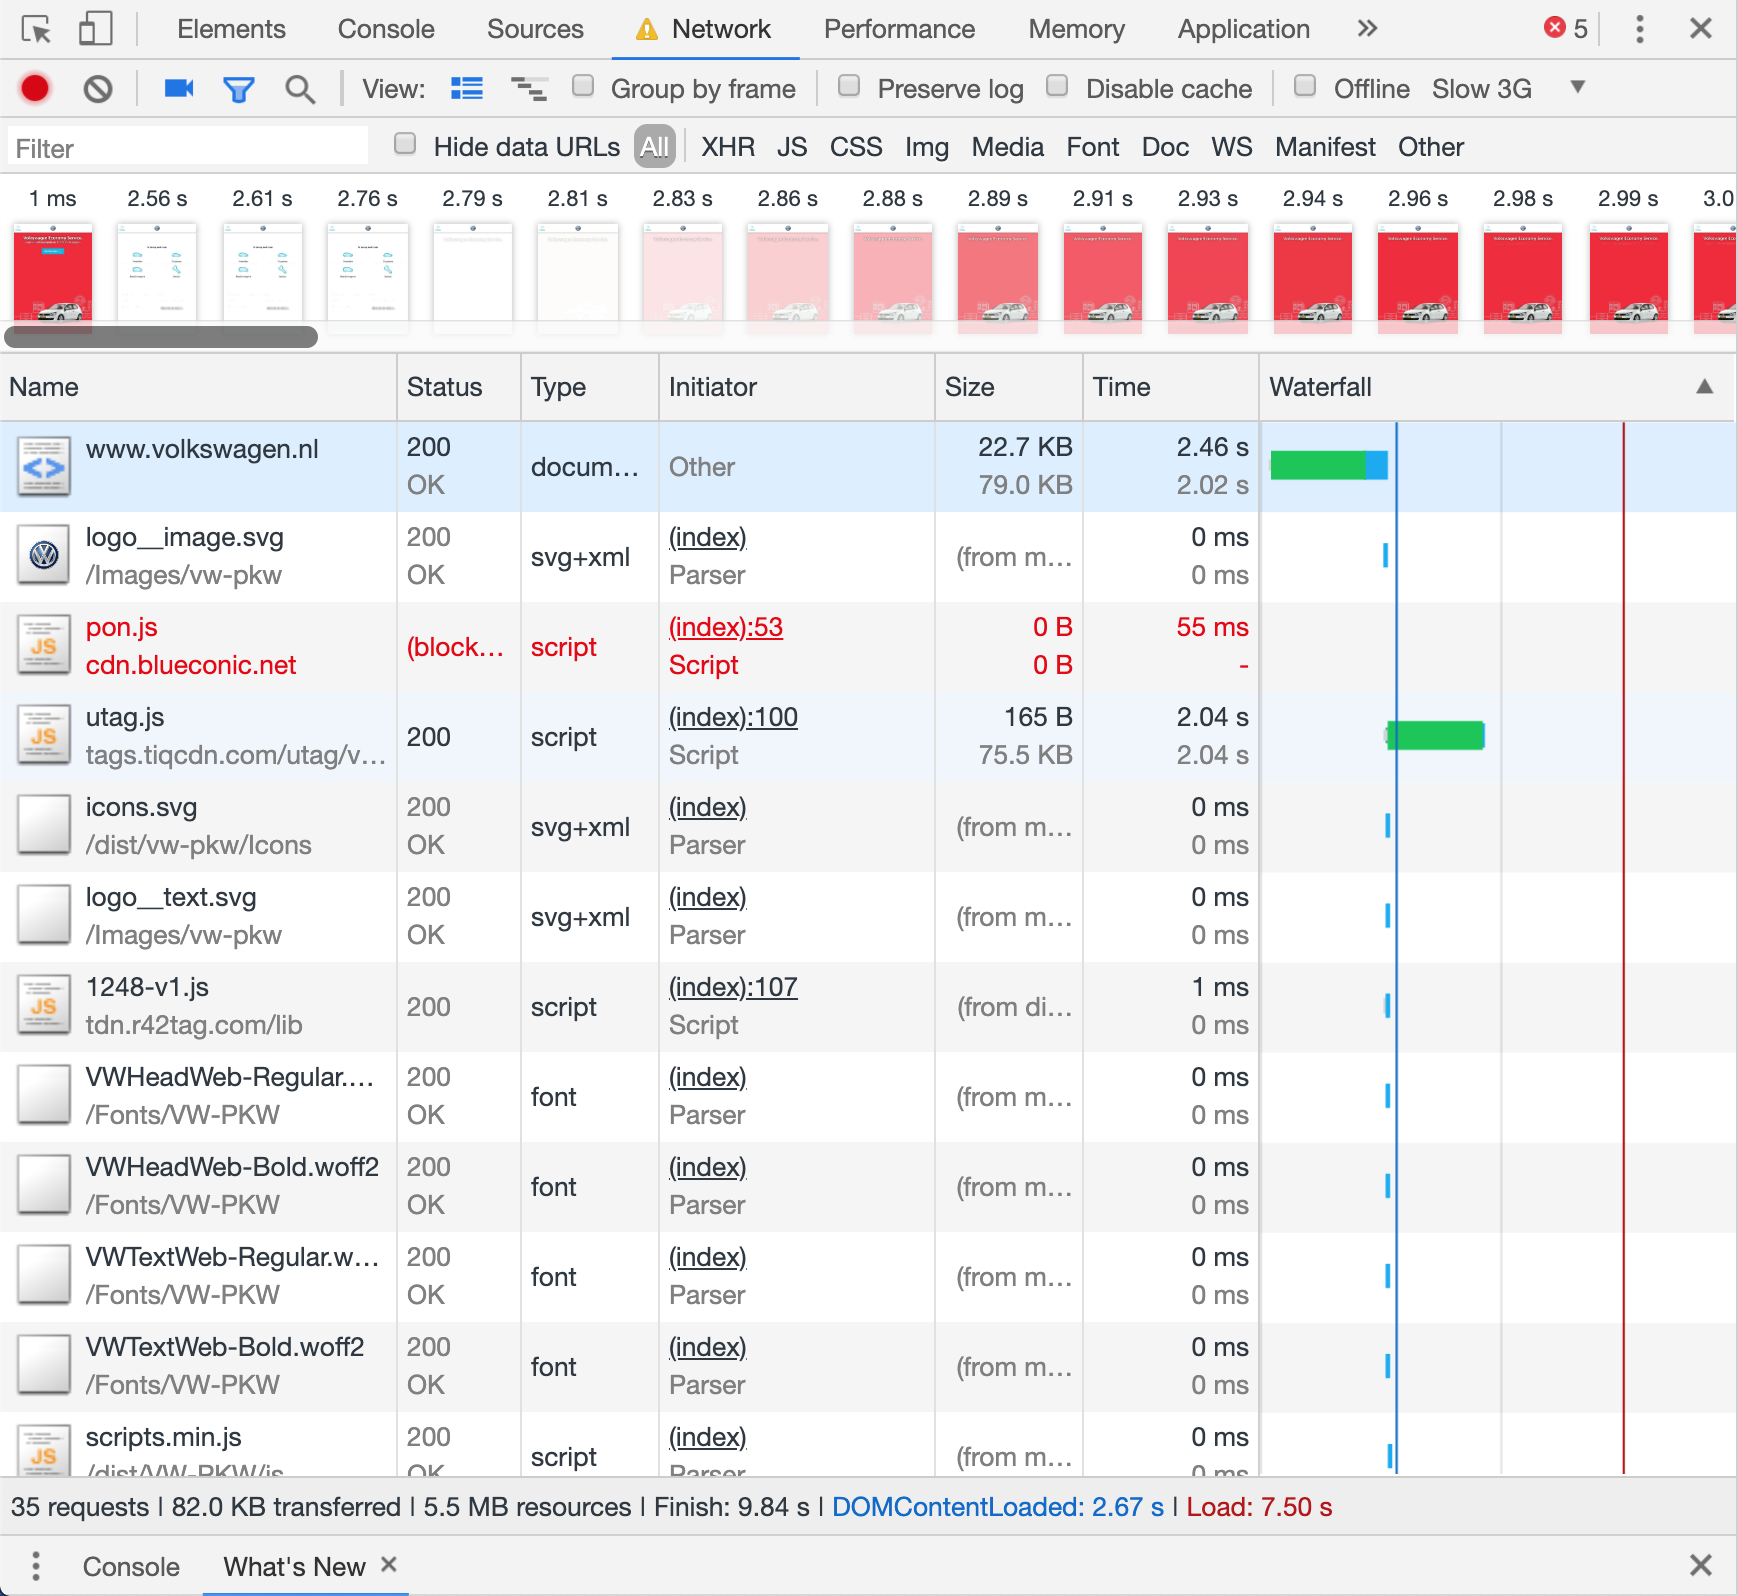 Elements Console Sources Network Performance Memory Application 5
View: Group by frame Preserve log Disable cache Offline Slow 3G
Filter Hide data URLs All XHR JS CSS Img Media Font Doc WS Manifest Other
1 ms 2.56 s 2.61 s 2.76 s 2.79 s 2.81 s 2.83 s 2.86 s 2.88 s 2.89 s 2.91 s 2.93 s 2.94 s 2.96 s 2.98 s 2.99 s 3.0
Name Status Type Initiator Size Time Waterfall
www.volkswagen.nl 200 docum... Other 22.7 KB 2.46 s
OK 79.0 KB 2.02 s
logo__image.svg 200 svg+xml (index) (from m... 0 ms
/Images/vw-pkw OK Parser 0 ms
JS pon.js (block... script (index):53 0 B 55 ms
cdn.blueconic.net Script 0 B -
JS utag.js 200 script (index):100 165 B 2.04 s
tags.tiqcdn.com/utag/v... Script 75.5 KB 2.04 s
icons.svg 200 svg+xml (index) (from m... 0 ms
/dist/vw-pkw/Icons OK Parser 0 ms
logo__text.svg 200 svg+xml (index) (from m... 0 ms
/Images/vw-pkw OK Parser 0 ms
JS 1248-v1.js 200 script (index):107 (from di... 1 ms
tdn.r42tag.com/lib Script 0 ms
VWHeadWeb-Regular.... 200 font (index) (from m... 0 ms
/Fonts/VW-PKW OK Parser 0 ms
VWHeadWeb-Bold.woff2 200 font (index) (from m... 0 ms
/Fonts/VW-PKW OK Parser 0 ms
VWTextWeb-Regular.w... 200 font (index) (from m... 0 ms
/Fonts/VW-PKW OK Parser 0 ms
VWTextWeb-Bold.woff2 200 font (index) (from m... 0 ms
/Fonts/VW-PKW OK Parser 0 ms
JS scripts.min.js 200 script (index) (from m... 0 ms
/dist/VW-PKW/js OK Parser 0 ms
35 requests | 82.0 KB transferred | 5.5 MB resources | Finish: 9.84 s | DOMContentLoaded: 2.67 s | Load: 7.50 s
Console What's New